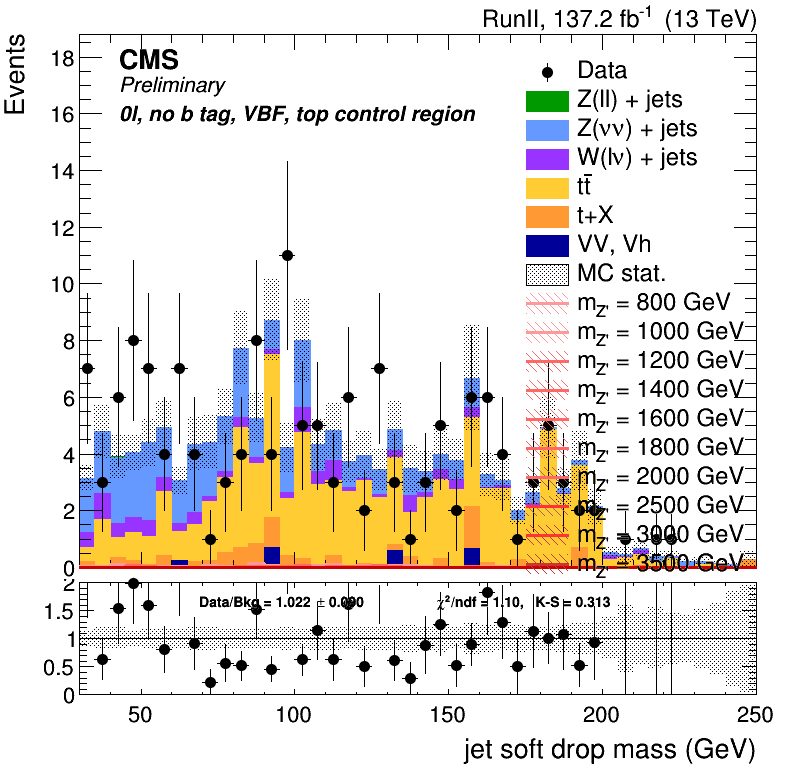 RunII, 137.2 fb⁻¹ (13 TeV)
Events
CMS
Preliminary
0l, no b tag, VBF, top control region
Data
Z(ll) + jets
Z(νν) + jets
W(lν) + jets
tt̄
t+X
VV, Vh
MC stat.
m_Z' = 800 GeV
m_Z' = 1000 GeV
m_Z' = 1200 GeV
m_Z' = 1400 GeV
m_Z' = 1600 GeV
m_Z' = 1800 GeV
m_Z' = 2000 GeV
m_Z' = 2500 GeV
m_Z' = 3000 GeV
m_Z' = 3500 GeV
18
16
14
12
10
8
6
4
2
0
Data/Bkg = 1.022 ± 0.090
χ²/ndf = 1.10, K-S = 0.313
2
1.5
1
0.5
0
50 100 150 200 250
jet soft drop mass (GeV)